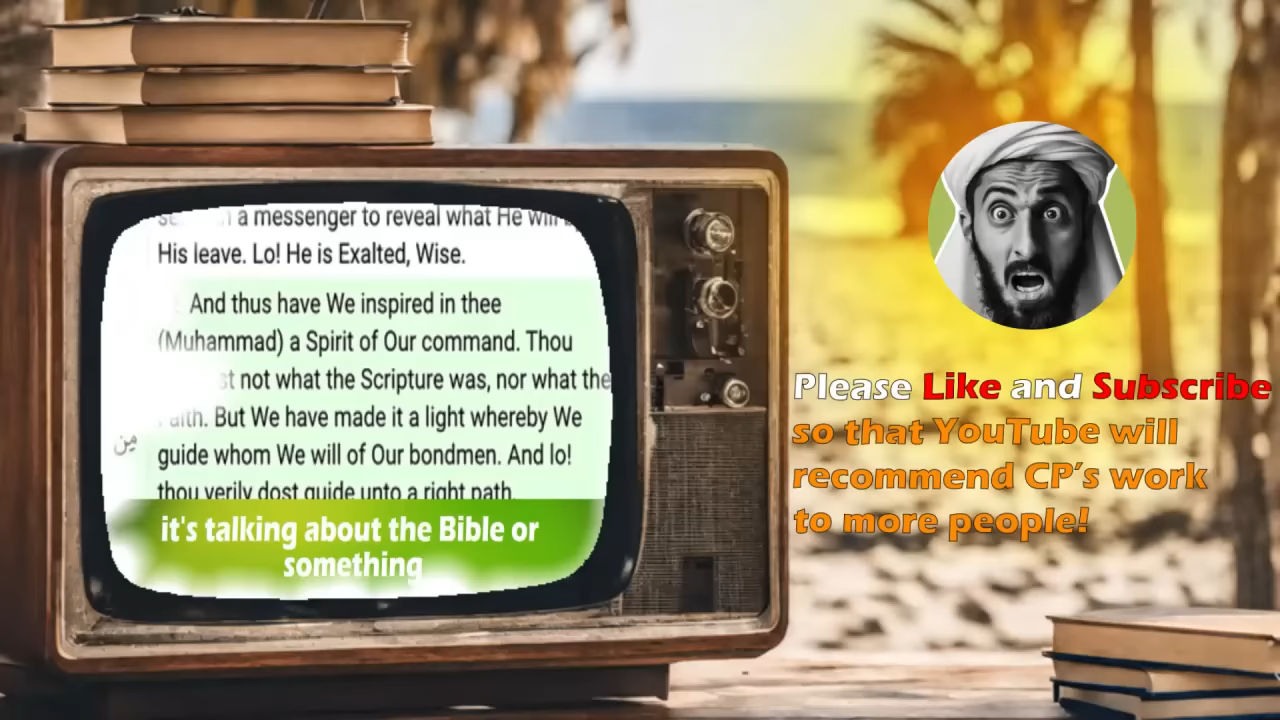 a messenger to reveal what He will
His leave. Lo! He is Exalted, Wise.
And thus have We inspired in thee
(Muhammad) a Spirit of Our command. Thou
not what the Scripture was, nor what the
But We have made it a light whereby We
guide whom We will of Our bondmen. And lo!
thou verily dost guide unto a right path.
من
it's talking about the Bible or
something
Please Like and Subscribe
so that YouTube will
recommend CP's work
to more people!